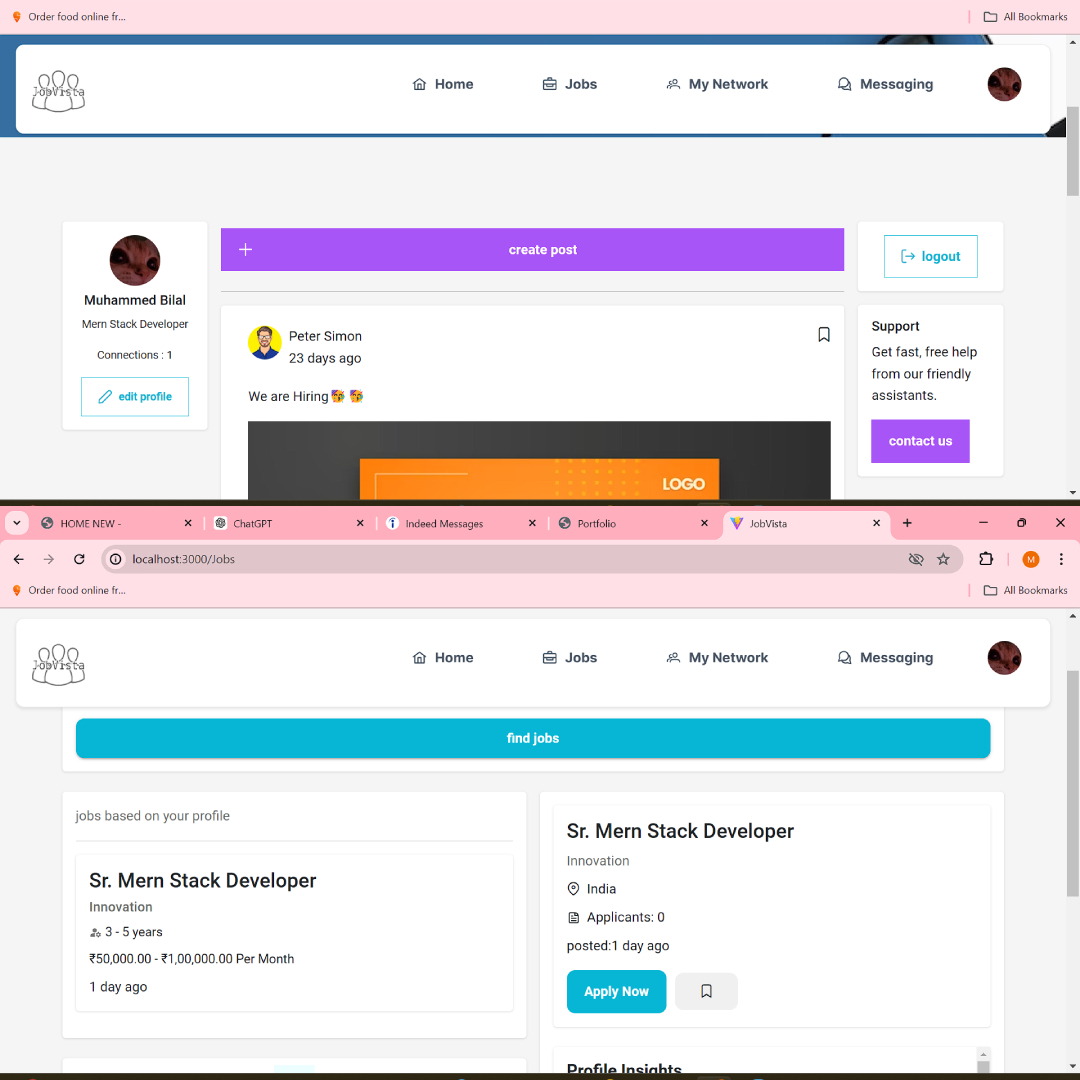 Order food online fr...
All Bookmarks
JobVista
Home
Jobs
My Network
Messaging
create post
logout
Muhammed Bilal
Mern Stack Developer
Connections : 1
edit profile
Peter Simon
23 days ago
We are Hiring🥳 🥳
LOGO
Support
Get fast, free help
from our friendly
assistants.
contact us
HOME NEW -
ChatGPT
Indeed Messages
Portfolio
JobVista
localhost:3000/Jobs
M
Order food online fr...
All Bookmarks
JobVista
Home
Jobs
My Network
Messaging
find jobs
jobs based on your profile
Sr. Mern Stack Developer
Innovation
3 - 5 years
₹50,000.00 - ₹1,00,000.00 Per Month
1 day ago
Sr. Mern Stack Developer
Innovation
India
Applicants: 0
posted:1 day ago
Apply Now
Profile Insights